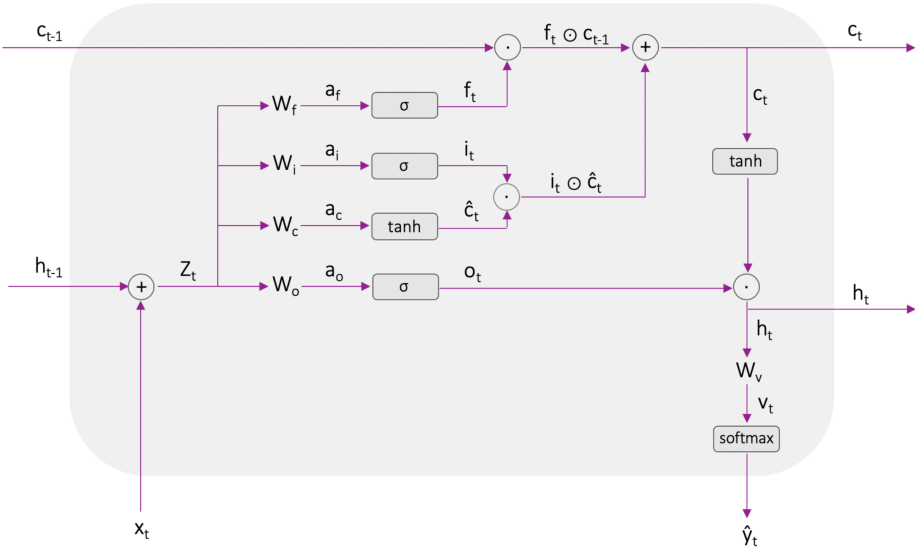 c_{t-1} f_t ⊙ c_{t-1} c_t
· +
W_f a_f σ f_t c_t
W_i a_i σ i_t tanh
· i_t ⊙ ĉ_t
W_c a_c tanh ĉ_t
h_{t-1} Z_t W_o a_o σ o_t
+ · h_t
h_t
W_v
v_t
softmax
x_t ŷ_t